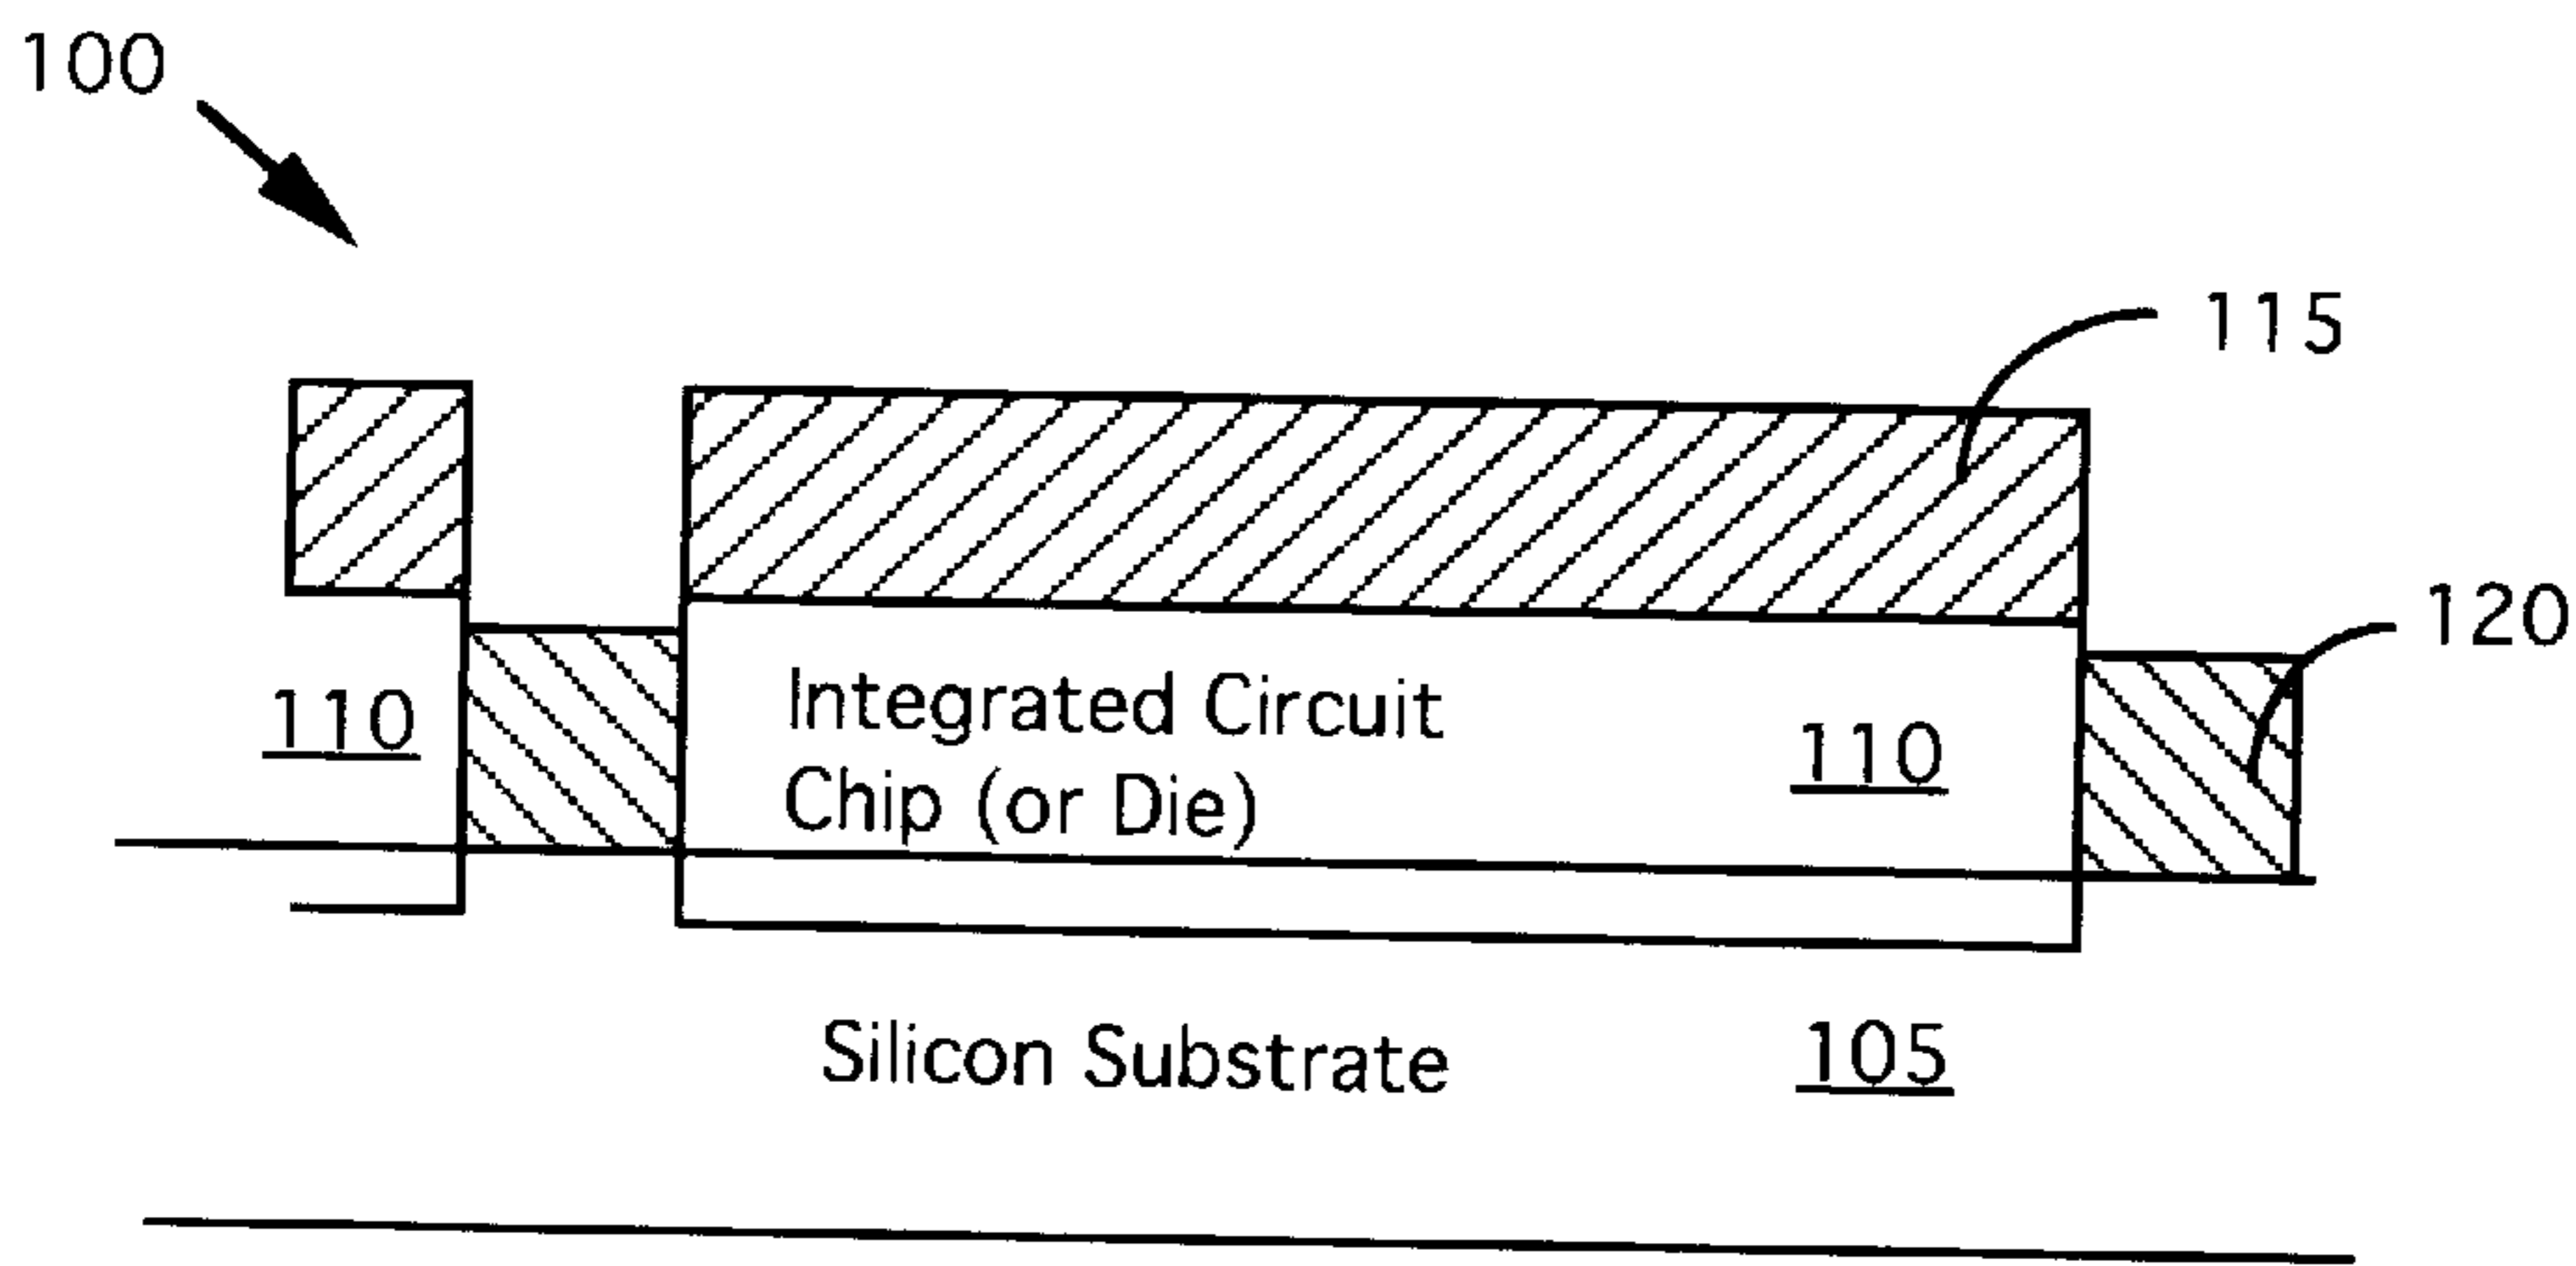 100
115
120
110
Integrated Circuit
Chip (or Die)
110
Silicon Substrate
105